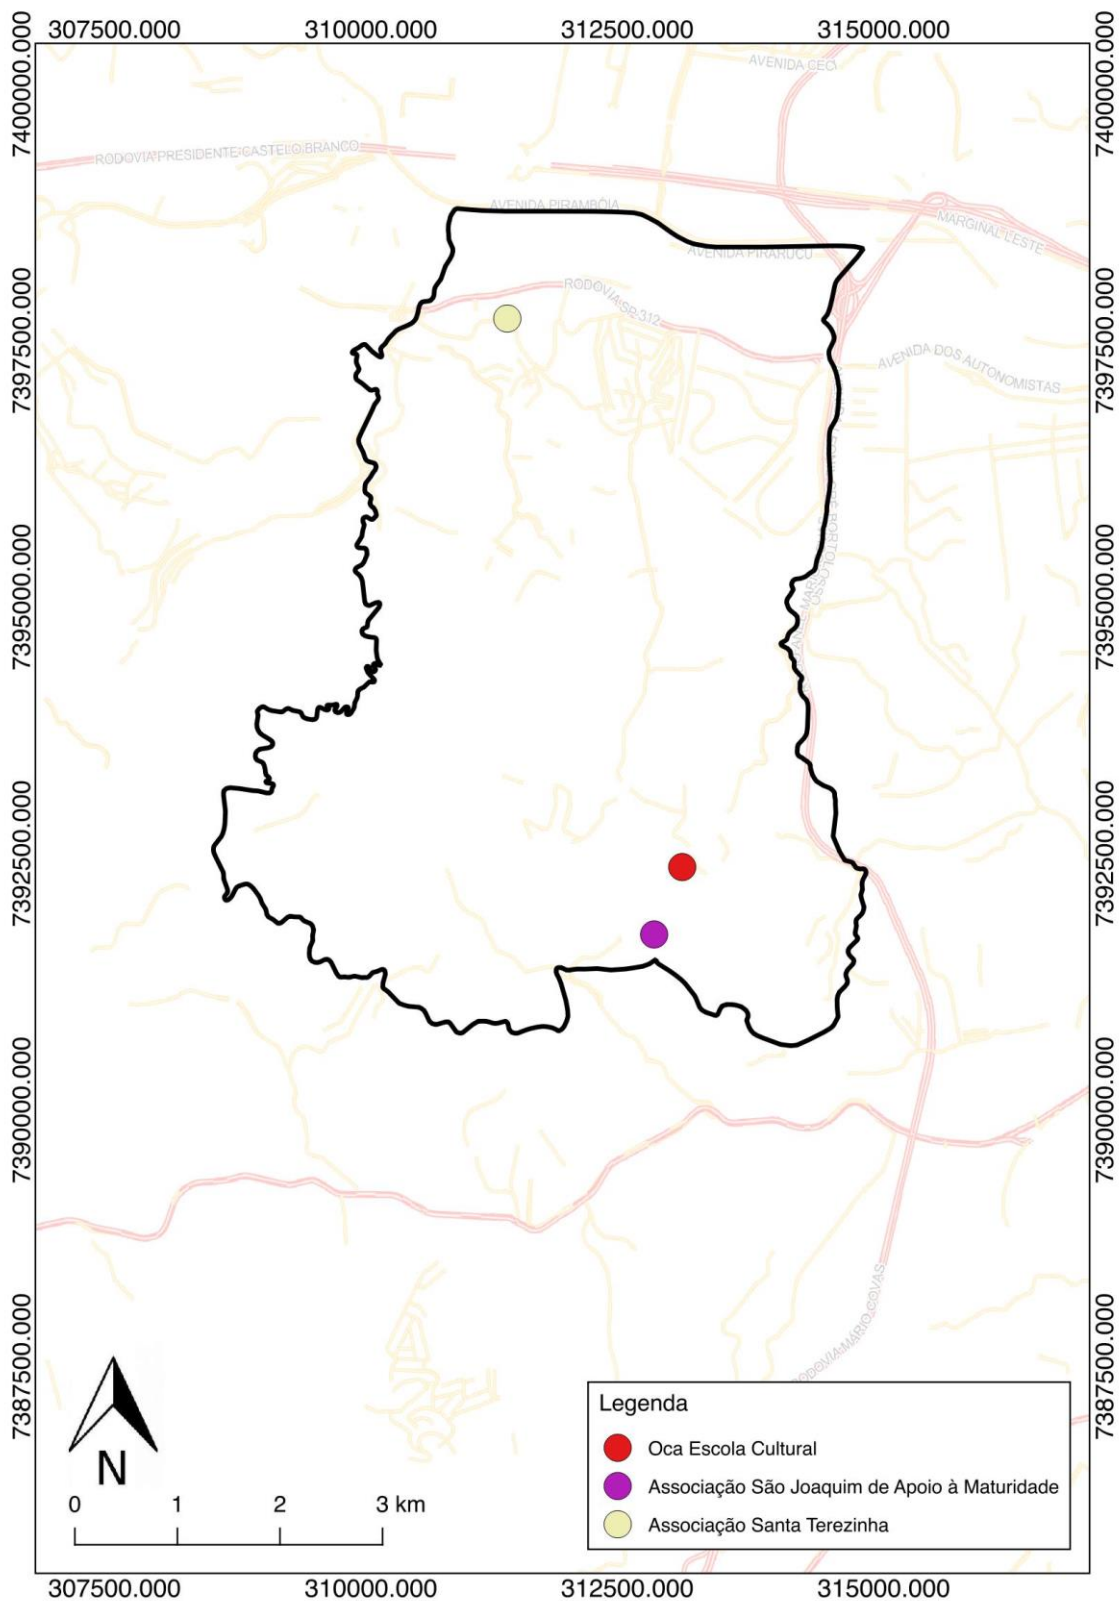 307500.000 310000.000 312500.000 315000.000
7400000.000
7400000.000
AVENIDA CECI
RODOVIA PRESIDENTE CASTELO BRANCO
AVENIDA PIRAMBÓIA
MARGINAL LESTE
AVENIDA PIRARUCU
RODOVIA SP 312
7397500.000
7397500.000
AVENIDA DOS AUTONOMISTAS
7395000.000
7395000.000
7392500.000
7392500.000
7390000.000
7390000.000
RODOVIA MÁRIO COVAS
7387500.000
7387500.000
N
0 1 2 3 km
Legenda
Oca Escola Cultural
Associação São Joaquim de Apoio à Maturidade
Associação Santa Terezinha
307500.000 310000.000 312500.000 315000.000